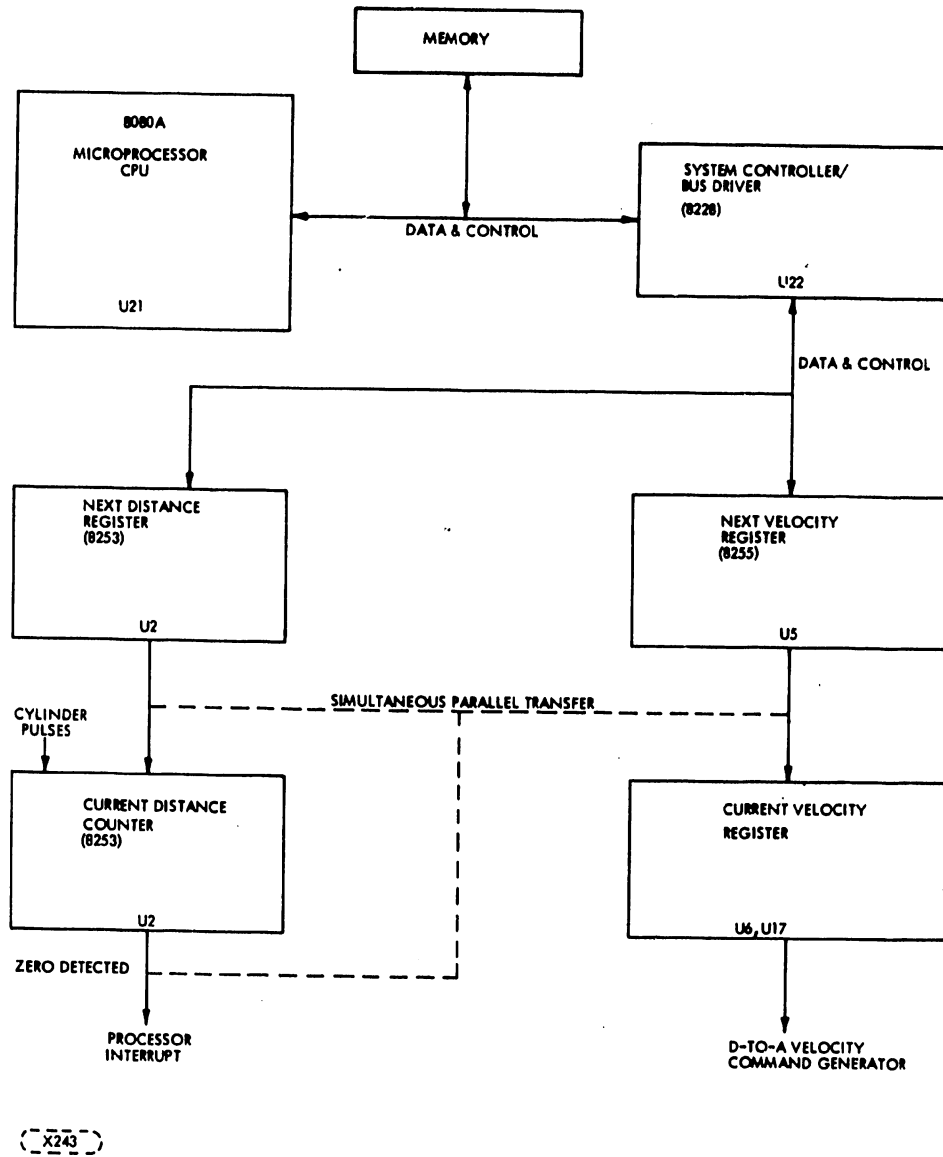 MEMORY
8080A
MICROPROCESSOR
CPU
U21
SYSTEM CONTROLLER/
BUS DRIVER
(8228)
U22
DATA & CONTROL
DATA & CONTROL
NEXT DISTANCE
REGISTER
(8253)
U2
NEXT VELOCITY
REGISTER
(8255)
U5
SIMULTANEOUS PARALLEL TRANSFER
CYLINDER
PULSES
CURRENT DISTANCE
COUNTER
(8253)
U2
CURRENT VELOCITY
REGISTER
U6, U17
ZERO DETECTED
PROCESSOR
INTERRUPT
D-TO-A VELOCITY
COMMAND GENERATOR
X243